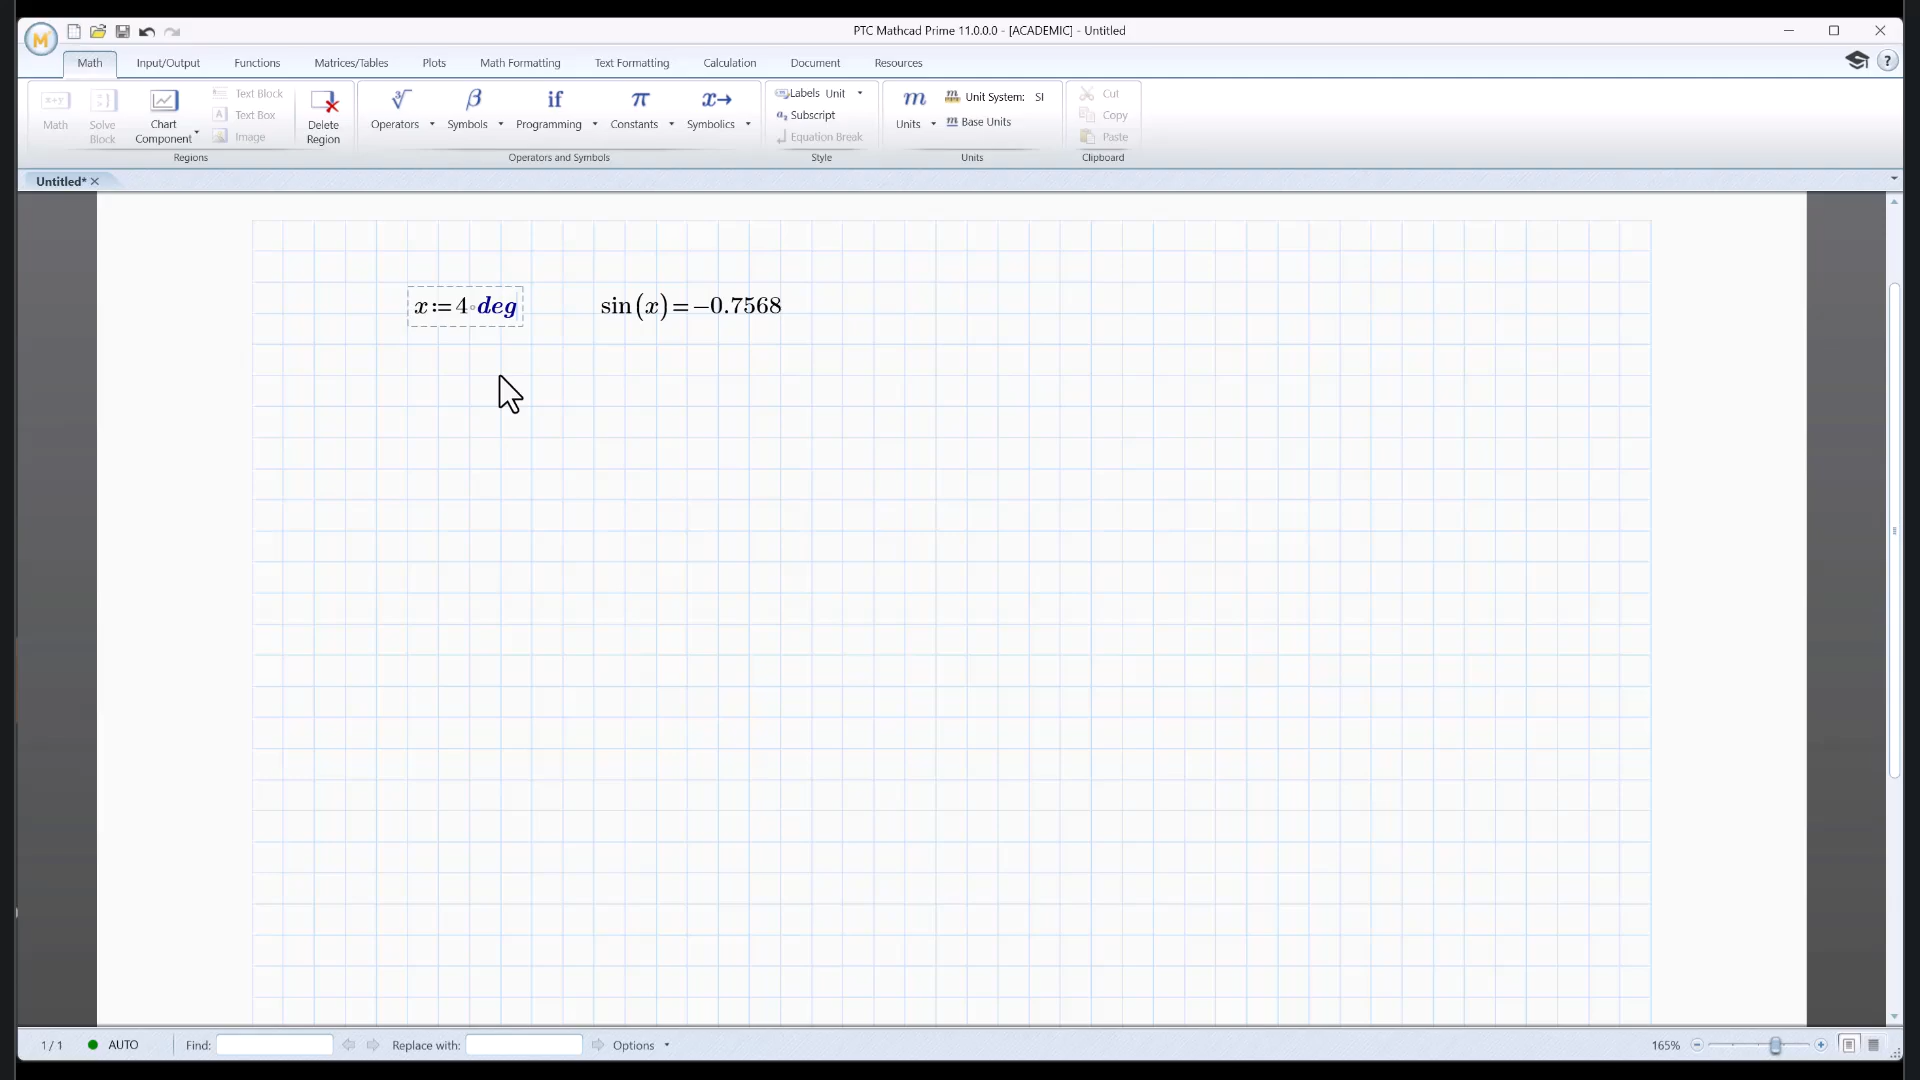 PTC Mathcad Prime 11.0.0.0 - [ACADEMIC] - Untitled
Math Input/Output Functions Matrices/Tables Plots Math Formatting Text Formatting Calculation Document Resources
Math
Solve Block
Chart Component
Text Block
Text Box
Image
Delete Region
Operators
β
Symbols
if
Programming
π
Constants
x→
Symbolics
Labels Unit
Subscript
Equation Break
m
Units
Unit System: SI
Base Units
Cut
Copy
Paste
Regions Operators and Symbols Style Units Clipboard
Untitled*
x:=4·deg sin(x)=−0.7568
1 / 1 AUTO Find: Replace with: Options 165%